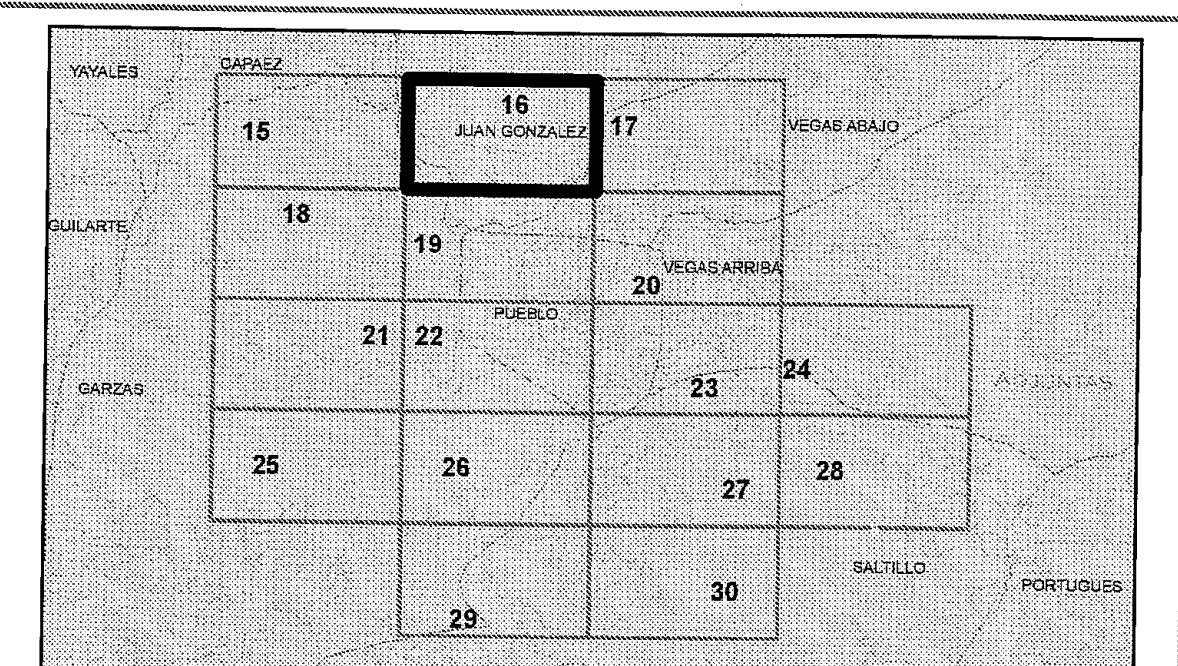 YAYALES
CAPAEZ
16
JUAN GONZALEZ
15
17
VEGAS ABAJO
18
GUILARTE
19
VEGAS ARRIBA
20
PUEBLO
21
22
GARZAS
23
24
ADJUNTAS
25
26
27
28
SALTILLO
PORTUGUES
29
30